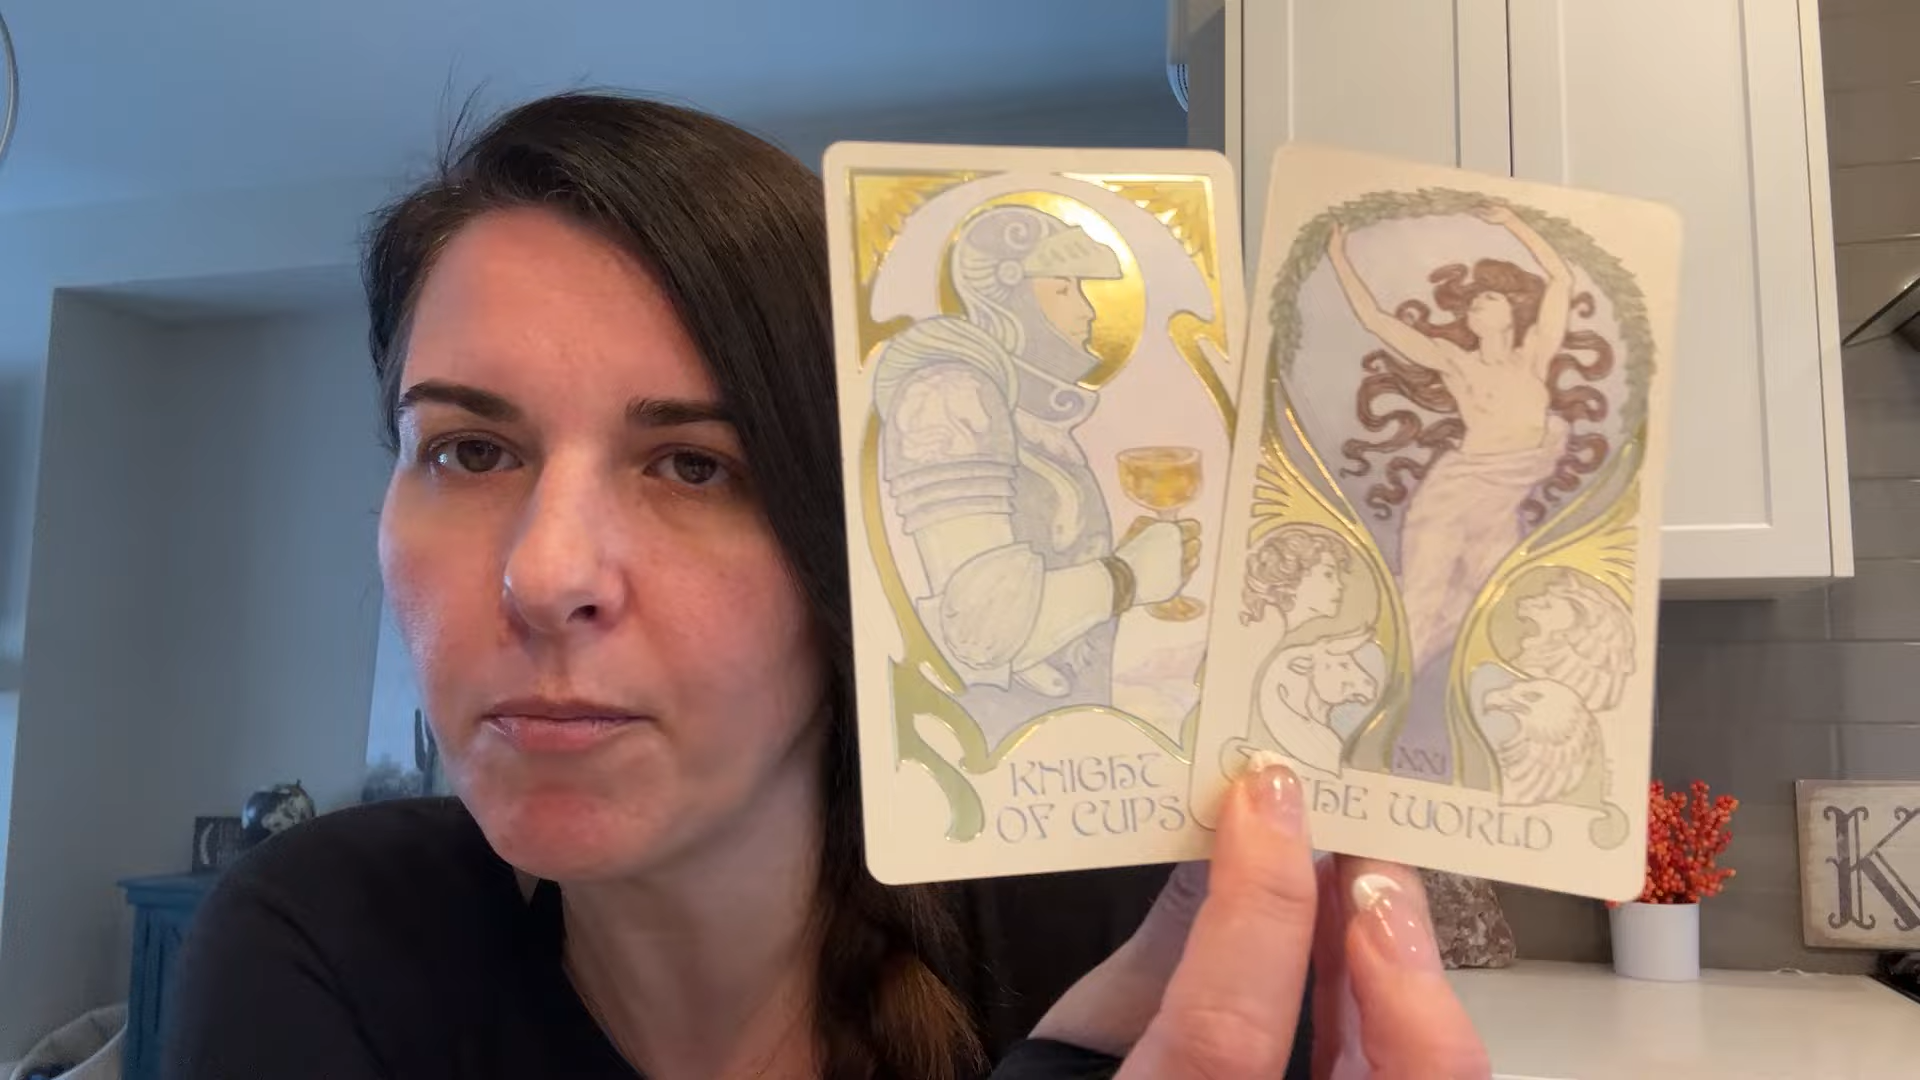 KNIGHT
OF CUPS
XXI
THE WORLD
K